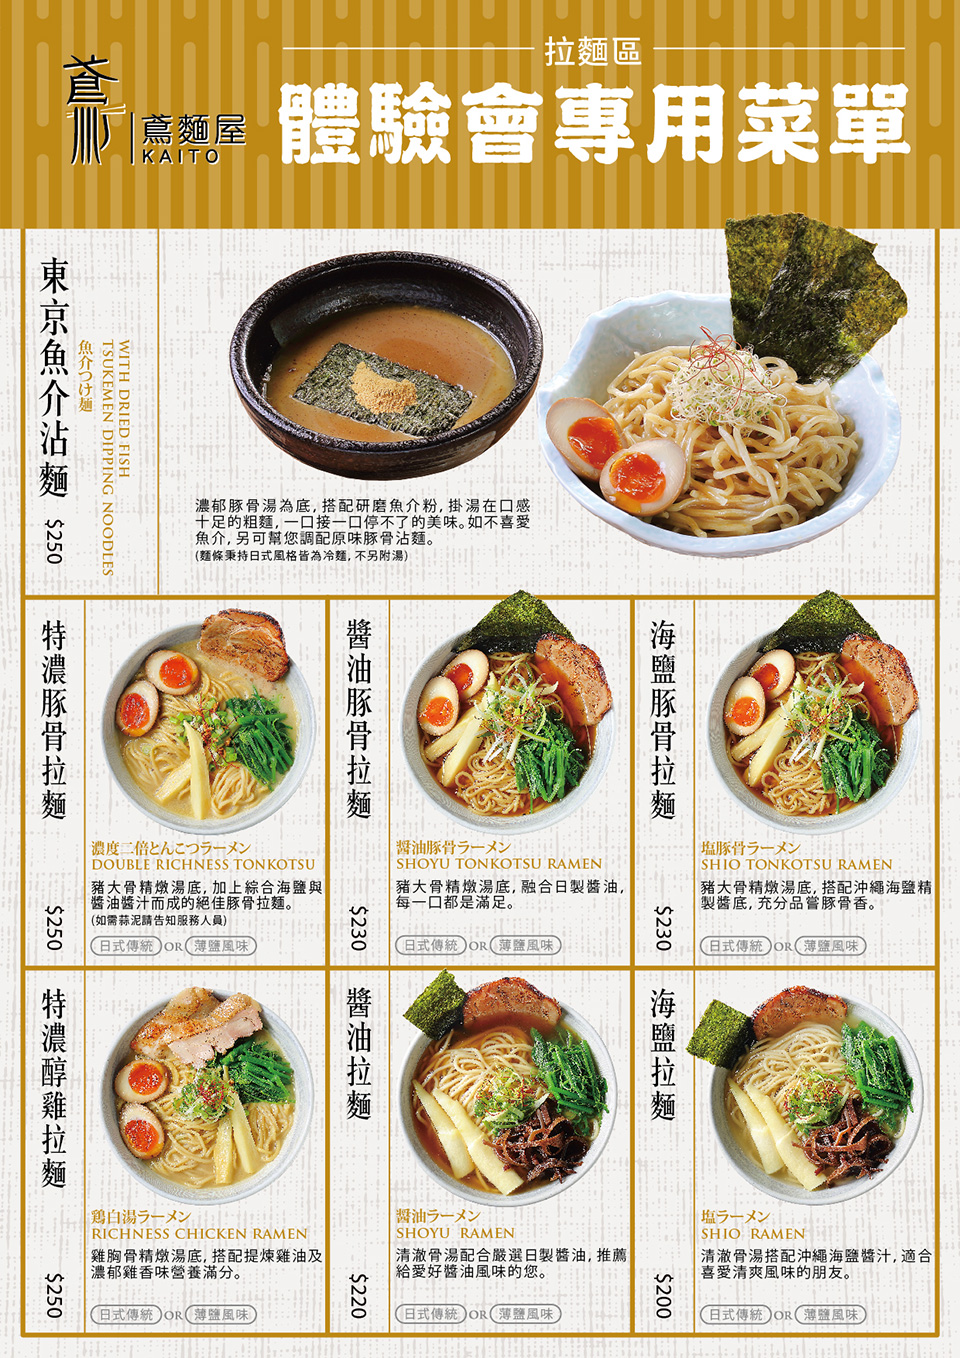 拉麵區
體驗會專用菜單
鳶
鳶麵屋
KAITO
東京魚介沾麵 $250
魚介つけ麺
TSUKEMEN DIPPING NOODLES
WITH DRIED FISH
濃郁豚骨湯為底，搭配研磨魚介粉，掛湯在口感
十足的粗麵，一口接一口停不了的美味。如不喜愛
魚介，另可幫您調配原味豚骨沾麵。
(麵條秉持日式風格皆為冷麵，不另附湯)
特濃豚骨拉麵 $250
濃度二倍とんこつラーメン
DOUBLE RICHNESS TONKOTSU
豬大骨精燉湯底，加上綜合海鹽與
醬油醬汁而成的絕佳豚骨拉麵。
(如需蒜泥請告知服務人員)
日式傳統 OR 薄鹽風味
醬油豚骨拉麵 $230
醤油豚骨ラーメン
SHOYU TONKOTSU RAMEN
豬大骨精燉湯底，融合日製醬油，
每一口都是滿足。
日式傳統 OR 薄鹽風味
海鹽豚骨拉麵 $230
塩豚骨ラーメン
SHIO TONKOTSU RAMEN
豬大骨精燉湯底，搭配沖繩海鹽精
製醬底，充分品嘗豚骨香。
日式傳統 OR 薄鹽風味
特濃醇雞拉麵 $250
鶏白湯ラーメン
RICHNESS CHICKEN RAMEN
雞胸骨精燉湯底，搭配提煉雞油及
濃郁雞香味營養滿分。
日式傳統 OR 薄鹽風味
醬油拉麵 $220
醤油ラーメン
SHOYU RAMEN
清澈骨湯配合嚴選日製醬油，推薦
給愛好醬油風味的您。
日式傳統 OR 薄鹽風味
海鹽拉麵 $200
塩ラーメン
SHIO RAMEN
清澈骨湯搭配沖繩海鹽醬汁，適合
喜愛清爽風味的朋友。
日式傳統 OR 薄鹽風味